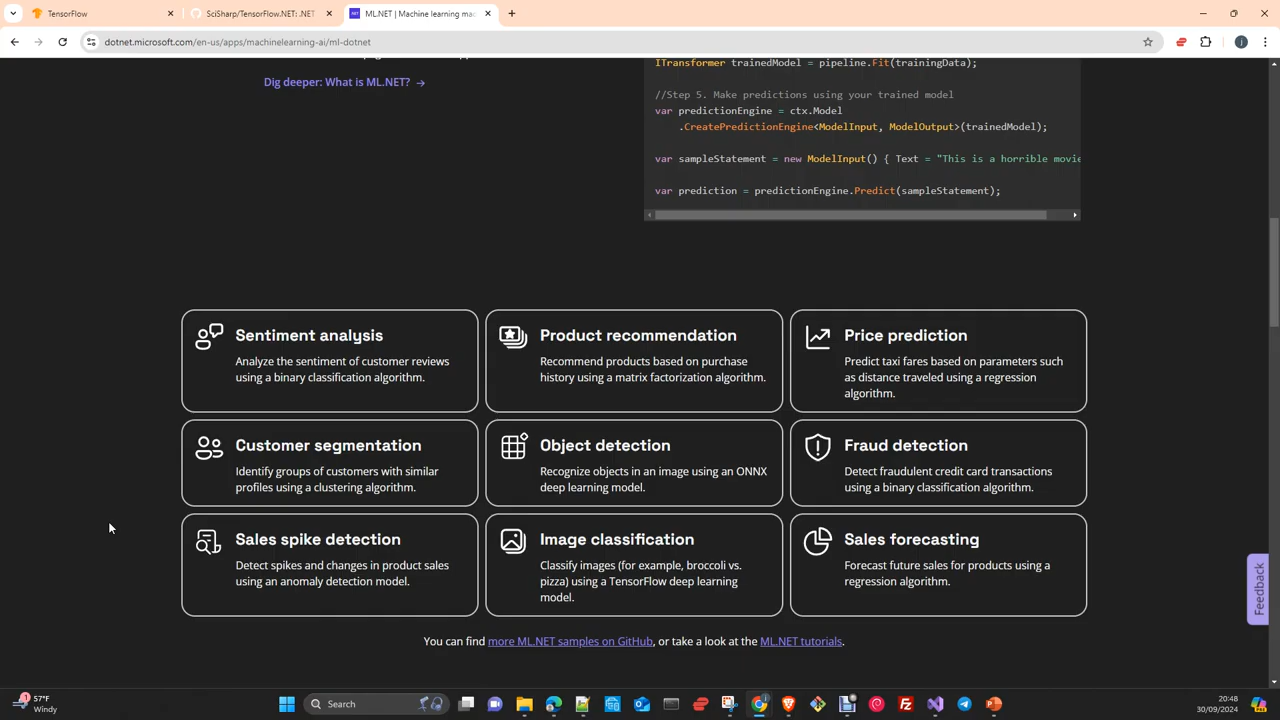 TensorFlow
SciSharp/TensorFlow.NET: .NET
ML.NET | Machine learning ma
dotnet.microsoft.com/en-us/apps/machinelearning-ai/ml-dotnet
Dig deeper: What is ML.NET? →
ITransformer trainedModel = pipeline.Fit(trainingData);
//Step 5. Make predictions using your trained model
var predictionEngine = ctx.Model
.CreatePredictionEngine<ModelInput, ModelOutput>(trainedModel);
var sampleStatement = new ModelInput() { Text = "This is a horrible movie
var prediction = predictionEngine.Predict(sampleStatement);
Sentiment analysis
Analyze the sentiment of customer reviews
using a binary classification algorithm.
Product recommendation
Recommend products based on purchase
history using a matrix factorization algorithm.
Price prediction
Predict taxi fares based on parameters such
as distance traveled using a regression
algorithm.
Customer segmentation
Identify groups of customers with similar
profiles using a clustering algorithm.
Object detection
Recognize objects in an image using an ONNX
deep learning model.
Fraud detection
Detect fraudulent credit card transactions
using a binary classification algorithm.
Sales spike detection
Detect spikes and changes in product sales
using an anomaly detection model.
Image classification
Classify images (for example, broccoli vs.
pizza) using a TensorFlow deep learning
model.
Sales forecasting
Forecast future sales for products using a
regression algorithm.
Feedback
You can find more ML.NET samples on GitHub, or take a look at the ML.NET tutorials.
1
57°F
Windy
Search
20:48
30/09/2024